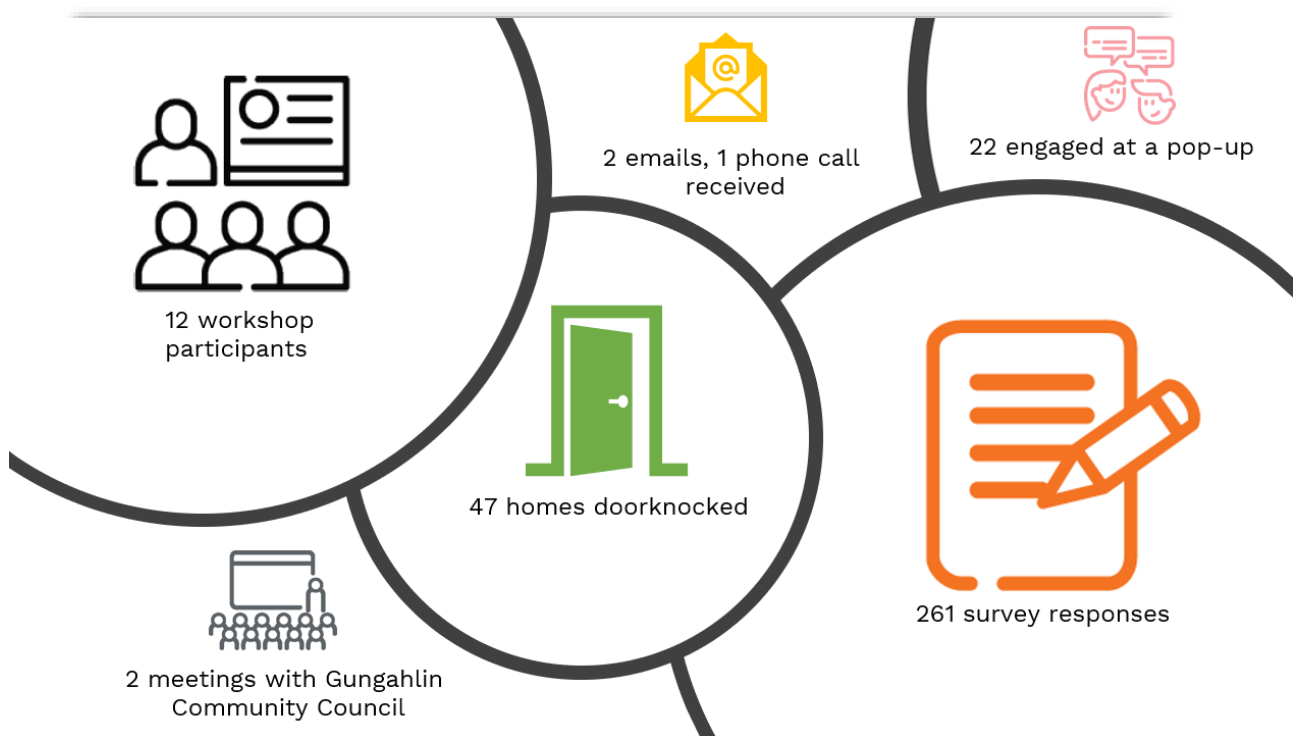 2 emails, 1 phone call
received
22 engaged at a pop-up
12 workshop
participants
47 homes doorknocked
261 survey responses
2 meetings with Gungahlin
Community Council